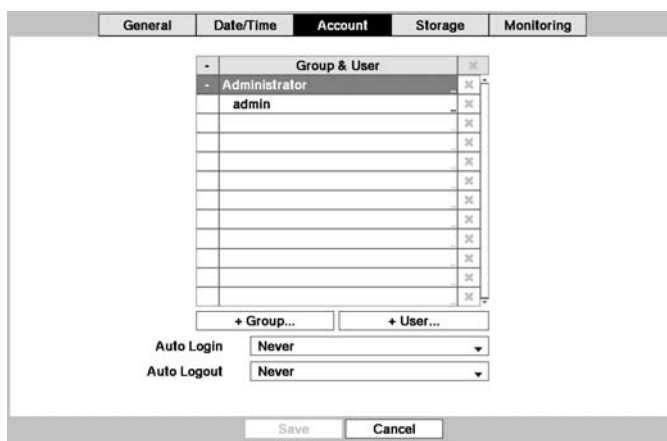 General Date/Time Account Storage Monitoring
- Group & User ×
- Administrator ... ×
admin ... ×
+ Group... + User...
Auto Login Never
Auto Logout Never
Save Cancel